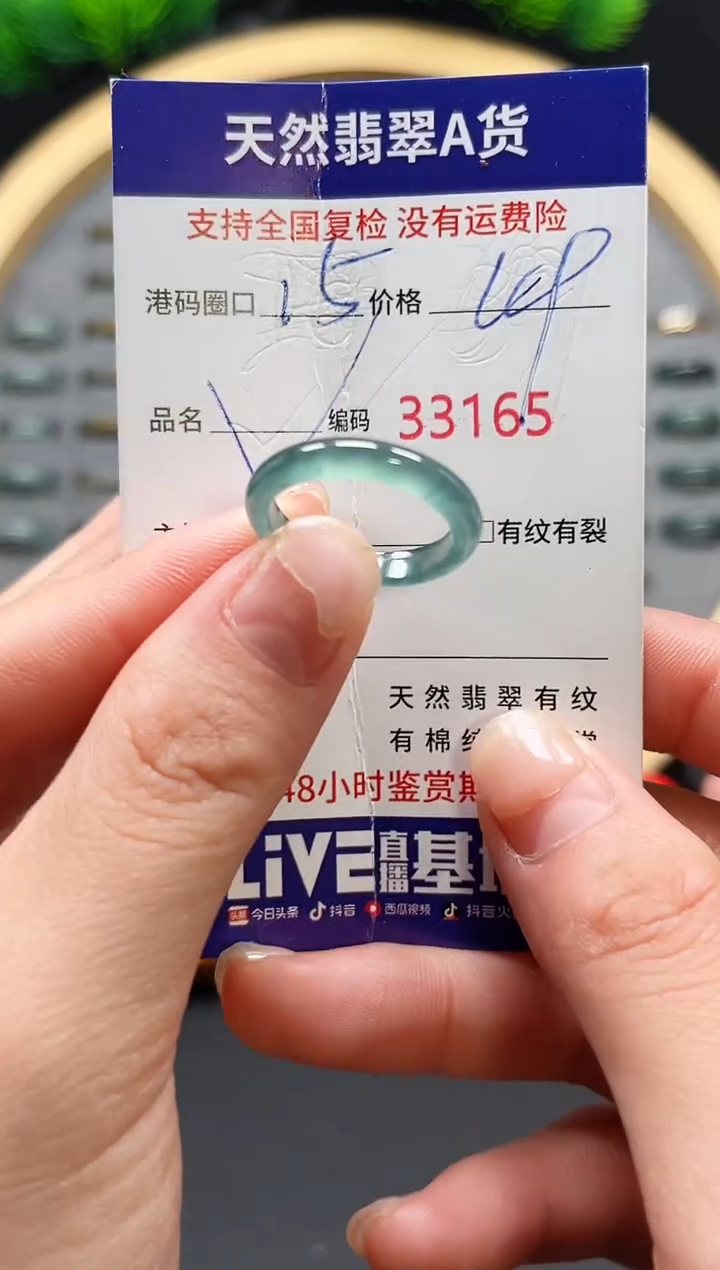 天然翡翠A货
支持全国复检 没有运费险
港码圈口 15 价格
品名 编码 33165
□有纹有裂
天然翡翠有纹
有棉
48小时鉴赏期
LIVE直播基地
头条 今日头条 抖音 西瓜视频 抖音火